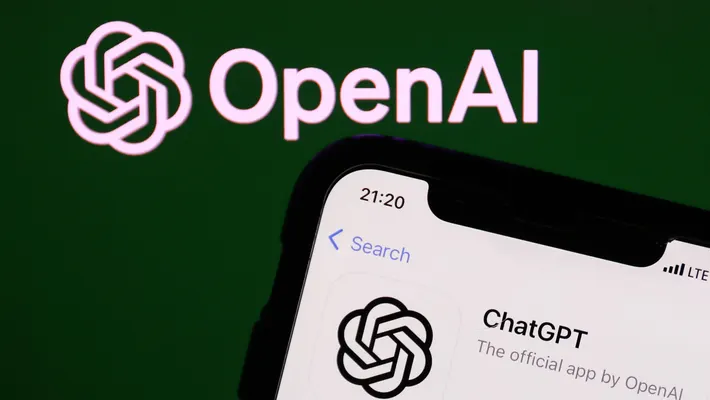 OpenAI
21:20
LTE
Search
ChatGPT
The official app by OpenAI